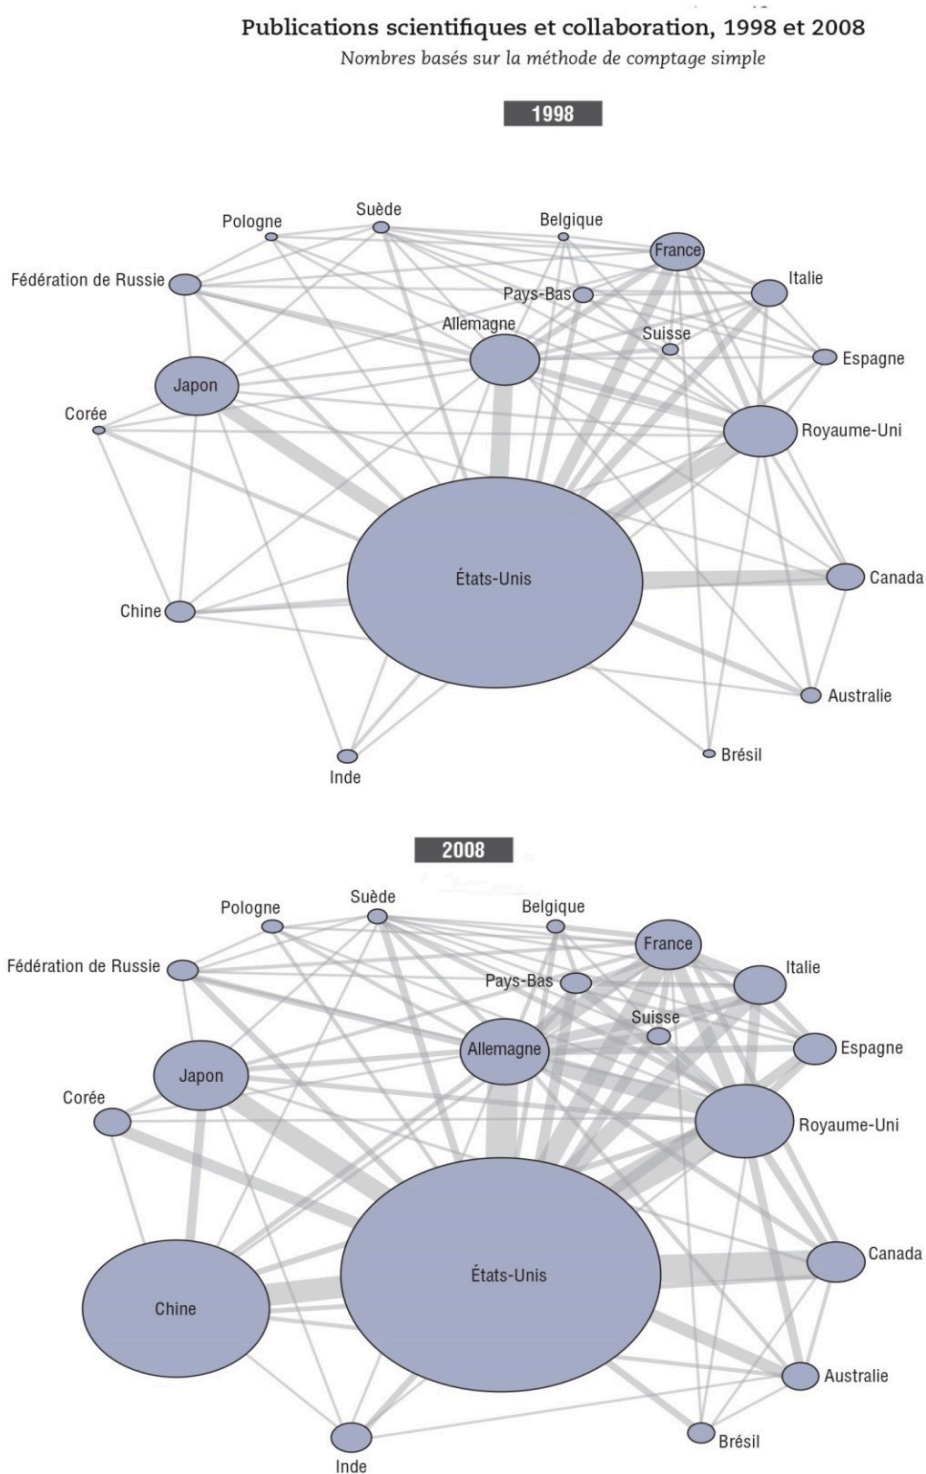 Publications scientifiques et collaboration, 1998 et 2008
Nombres basés sur la méthode de comptage simple
1998
Suède
Pologne
Belgique
France
Fédération de Russie
Italie
Pays-Bas
Allemagne
Suisse
Espagne
Japon
Corée
Royaume-Uni
États-Unis
Canada
Chine
Australie
Brésil
Inde
2008
Suède
Pologne
Belgique
France
Fédération de Russie
Italie
Pays-Bas
Suisse
Allemagne
Espagne
Japon
Corée
Royaume-Uni
Canada
États-Unis
Chine
Australie
Brésil
Inde